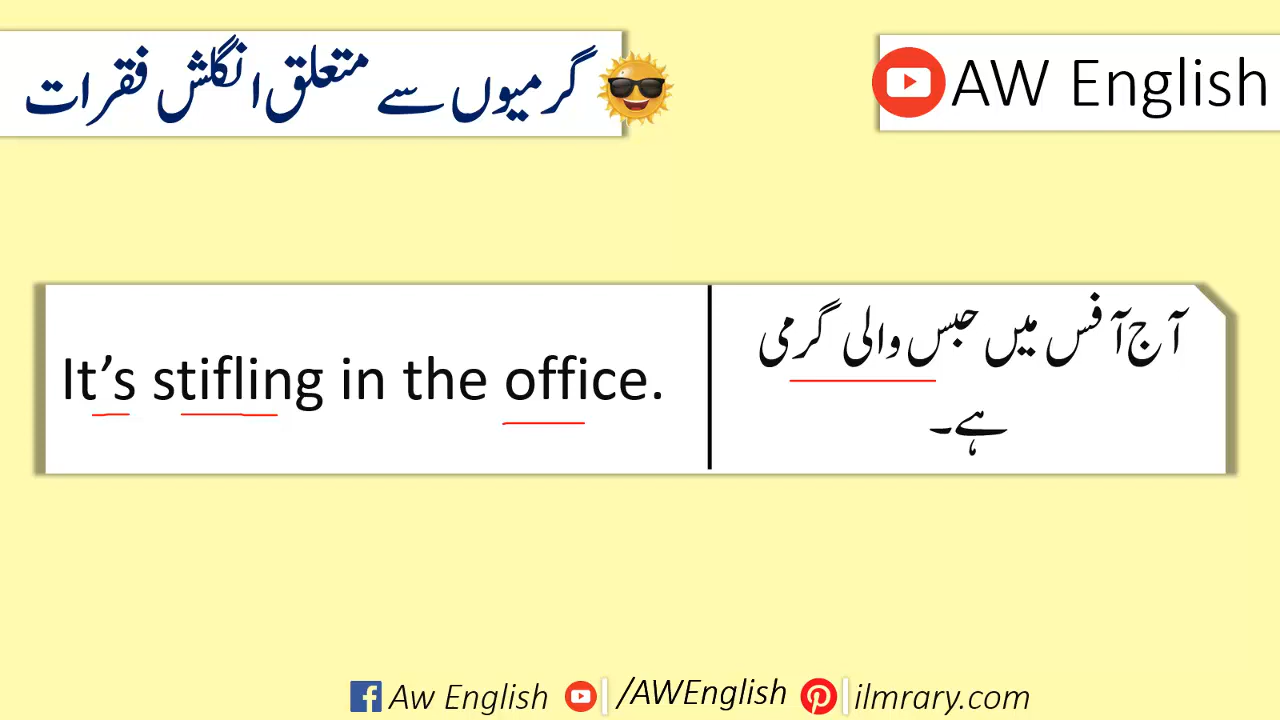 گرمیوں سے متعلق انگلش فقرات
AW English
It's stifling in the office.
آج آفس میں حبس والی گرمی
ہے۔
Aw English /AWEnglish ilmrary.com